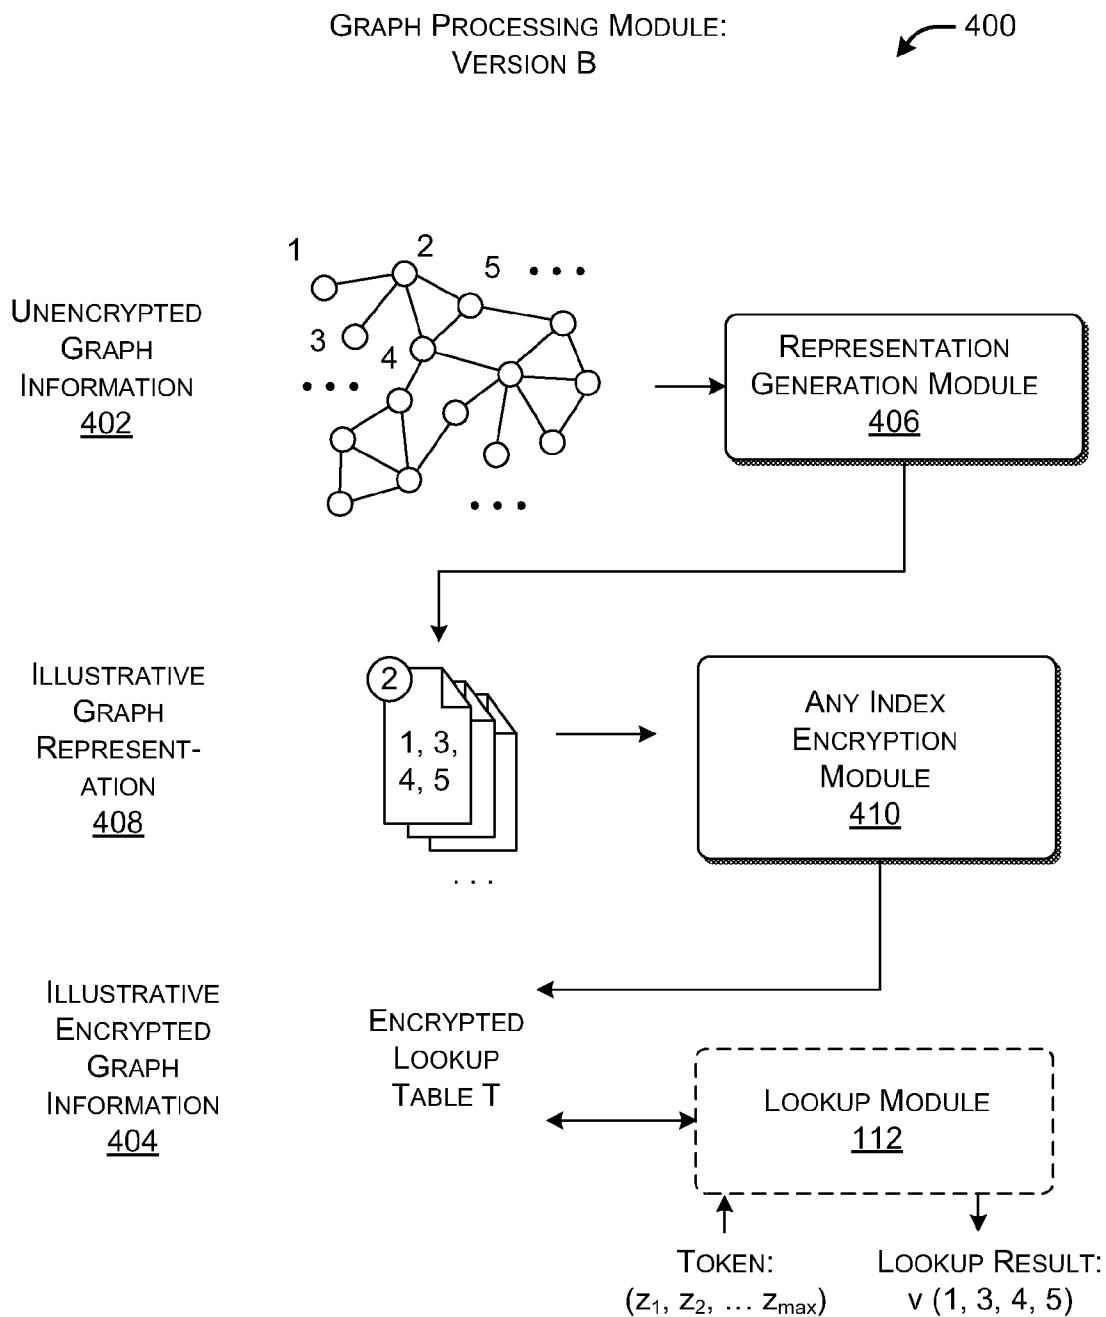 GRAPH PROCESSING MODULE:
VERSION B
400
1
2
5
3
4
UNENCRYPTED
GRAPH
INFORMATION
402
REPRESENTATION
GENERATION MODULE
406
ILLUSTRATIVE
GRAPH
REPRESENT-
ATION
408
2
1, 3,
4, 5
. . .
ANY INDEX
ENCRYPTION
MODULE
410
ILLUSTRATIVE
ENCRYPTED
GRAPH
INFORMATION
404
ENCRYPTED
LOOKUP
TABLE T
LOOKUP MODULE
112
TOKEN:
(z1, z2, ... zmax)
LOOKUP RESULT:
v (1, 3, 4, 5)